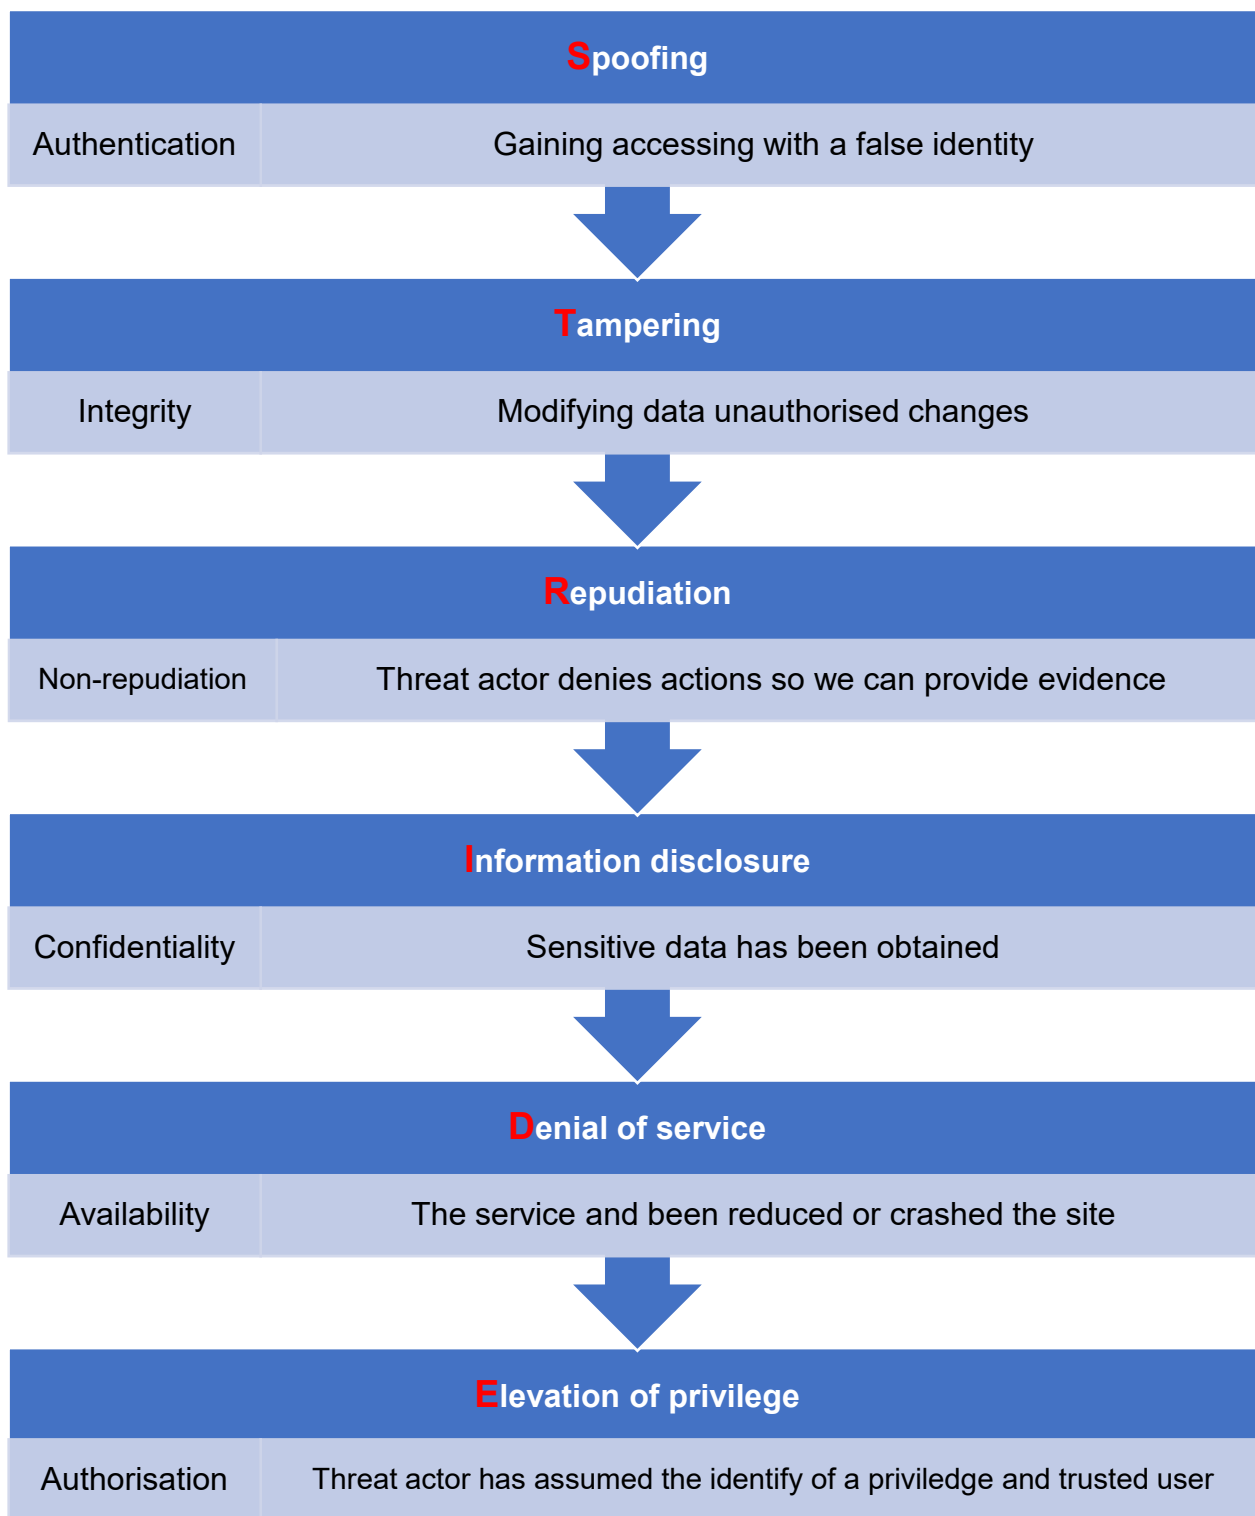 Spoofing
Authentication
Gaining accessing with a false identity
Tampering
Integrity
Modifying data unauthorised changes
Repudiation
Non-repudiation
Threat actor denies actions so we can provide evidence
Information disclosure
Confidentiality
Sensitive data has been obtained
Denial of service
Availability
The service and been reduced or crashed the site
Elevation of privilege
Authorisation
Threat actor has assumed the identify of a priviledge and trusted user